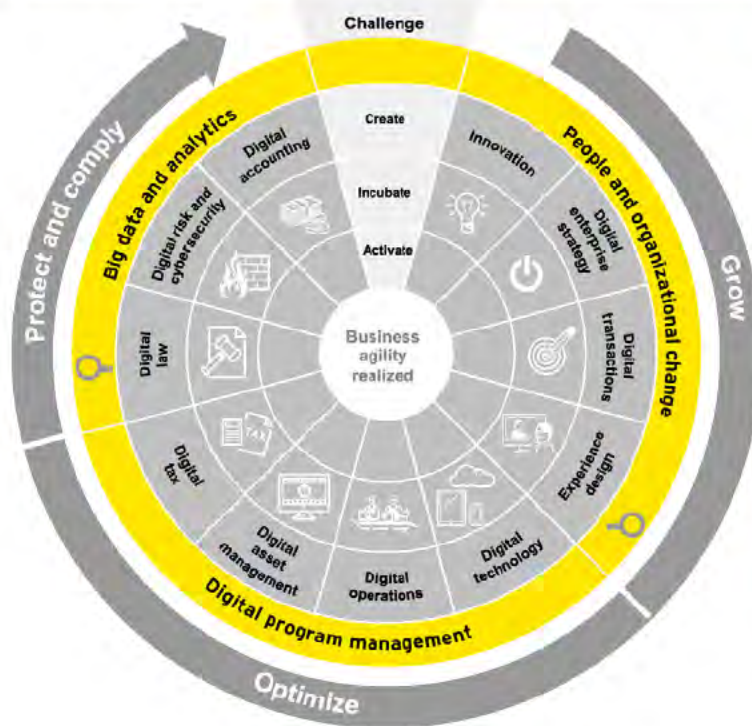 Challenge
Create
Incubate
Activate
Business
agility
realized
Innovation
Digital
enterprise
strategy
Digital
transactions
Experience
design
Digital
technology
Digital
operations
Digital
asset
management
Digital
tax
TAX
Digital
law
Digital risk and
cybersecurity
Digital
accounting
Big data and analytics
People and organizational change
Digital program management
Protect and comply
Grow
Optimize